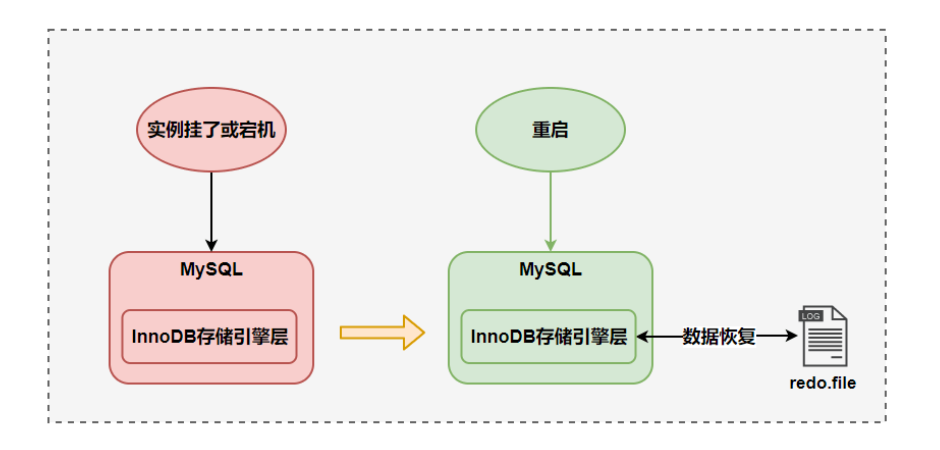 实例挂了或宕机
重启
MySQL
MySQL
InnoDB存储引擎层
InnoDB存储引擎层
数据恢复
LOG
redo.file